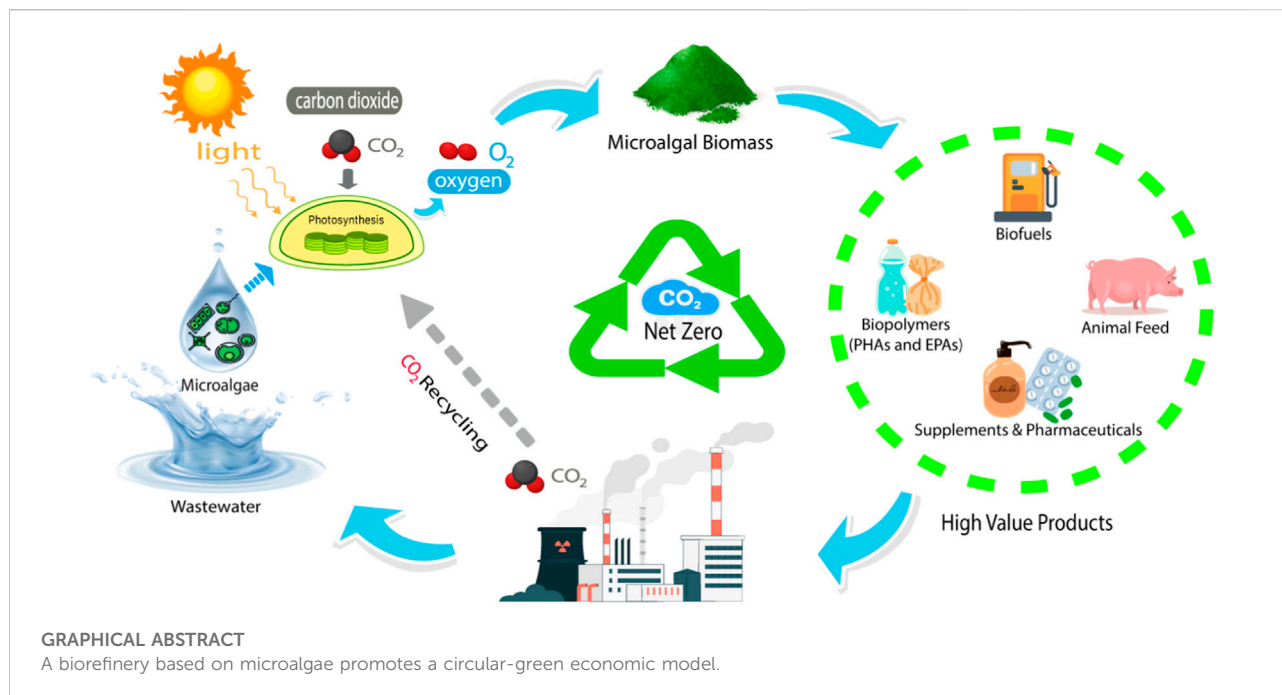 light
carbon dioxide
CO₂
O₂
oxygen
Photosynthesis
Microalgae
Wastewater
Microalgal Biomass
CO₂
Net Zero
CO₂ Recycling
CO₂
Biofuels
Biopolymers
(PHAs and EPAs)
Animal Feed
Supplements & Pharmaceuticals
High Value Products
GRAPHICAL ABSTRACT
A biorefinery based on microalgae promotes a circular-green economic model.